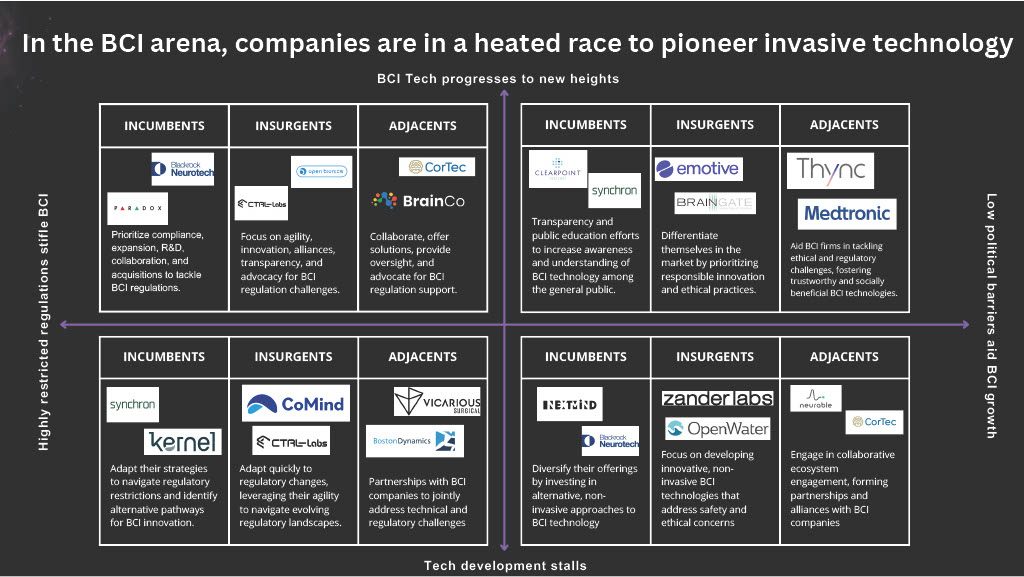 In the BCI arena, companies are in a heated race to pioneer invasive technology
BCI Tech progresses to new heights
Highly restricted regulations stifle BCI
INCUMBENTS
INSURGENTS
ADJACENTS
Blackrock
Neurotech
PARADOX
Prioritize compliance,
expansion, R&D,
collaboration, and
acquisitions to tackle
BCI regulations.
CTRL-labs
Focus on agility,
innovation, alliances,
transparency, and
advocacy for BCI
regulation challenges.
CorTec
BrainCo
Collaborate, offer
solutions, provide
oversight, and
advocate for BCI
regulation support.
INCUMBENTS
INSURGENTS
ADJACENTS
CLEARPOINT
synchron
Transparency and
public education efforts
to increase awareness
and understanding of
BCI technology among
the general public.
emotive
BRAINGATE
Differentiate
themselves in the
market by prioritizing
responsible innovation
and ethical practices.
Thync
Medtronic
Aid BCI firms in tackling
ethical and regulatory
challenges, fostering
trustworthy and socially
beneficial BCI technologies.
Low political barriers aid BCI growth
INCUMBENTS
INSURGENTS
ADJACENTS
synchron
kernel
Adapt their strategies
to navigate regulatory
restrictions and identify
alternative pathways
for BCI innovation.
CoMind
CTRL-labs
Adapt quickly to
regulatory changes,
leveraging their agility
to navigate evolving
regulatory landscapes.
VICARIOUS
SURGICAL
BostonDynamics
Partnerships with BCI
companies to jointly
address technical and
regulatory challenges
INCUMBENTS
INSURGENTS
ADJACENTS
NEXTMIND
Blackrock
Neurotech
Diversify their offerings
by investing in
alternative, non-
invasive approaches to
BCI technology
zanderlabs
OpenWater
Focus on developing
innovative, non-
invasive BCI
technologies that
address safety and
ethical concerns
neurable
CorTec
Engage in collaborative
ecosystem
engagement, forming
partnerships and
alliances with BCI
companies
Tech development stalls